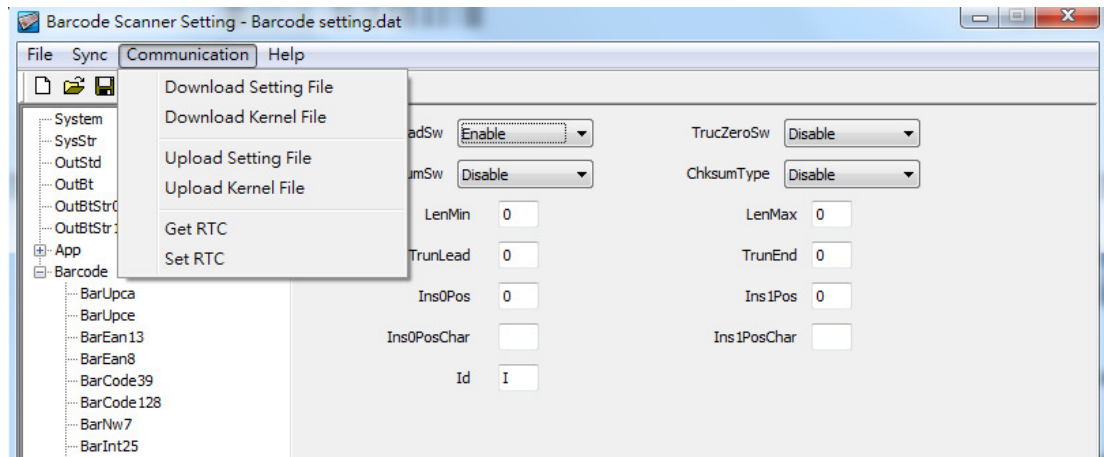 Barcode Scanner Setting - Barcode setting.dat
File Sync Communication Help
Download Setting File
Download Kernel File
Upload Setting File
Upload Kernel File
Get RTC
Set RTC
System
SysStr
OutStd
OutBt
OutBtStr0
OutBtStr1
App
Barcode
BarUpca
BarUpce
BarEan13
BarEan8
BarCode39
BarCode128
BarNw7
BarInt25
adSw Enable TrucZeroSw Disable
umSw Disable ChksumType Disable
LenMin 0 LenMax 0
TrunLead 0 TrunEnd 0
Ins0Pos 0 Ins1Pos 0
Ins0PosChar Ins1PosChar
Id I